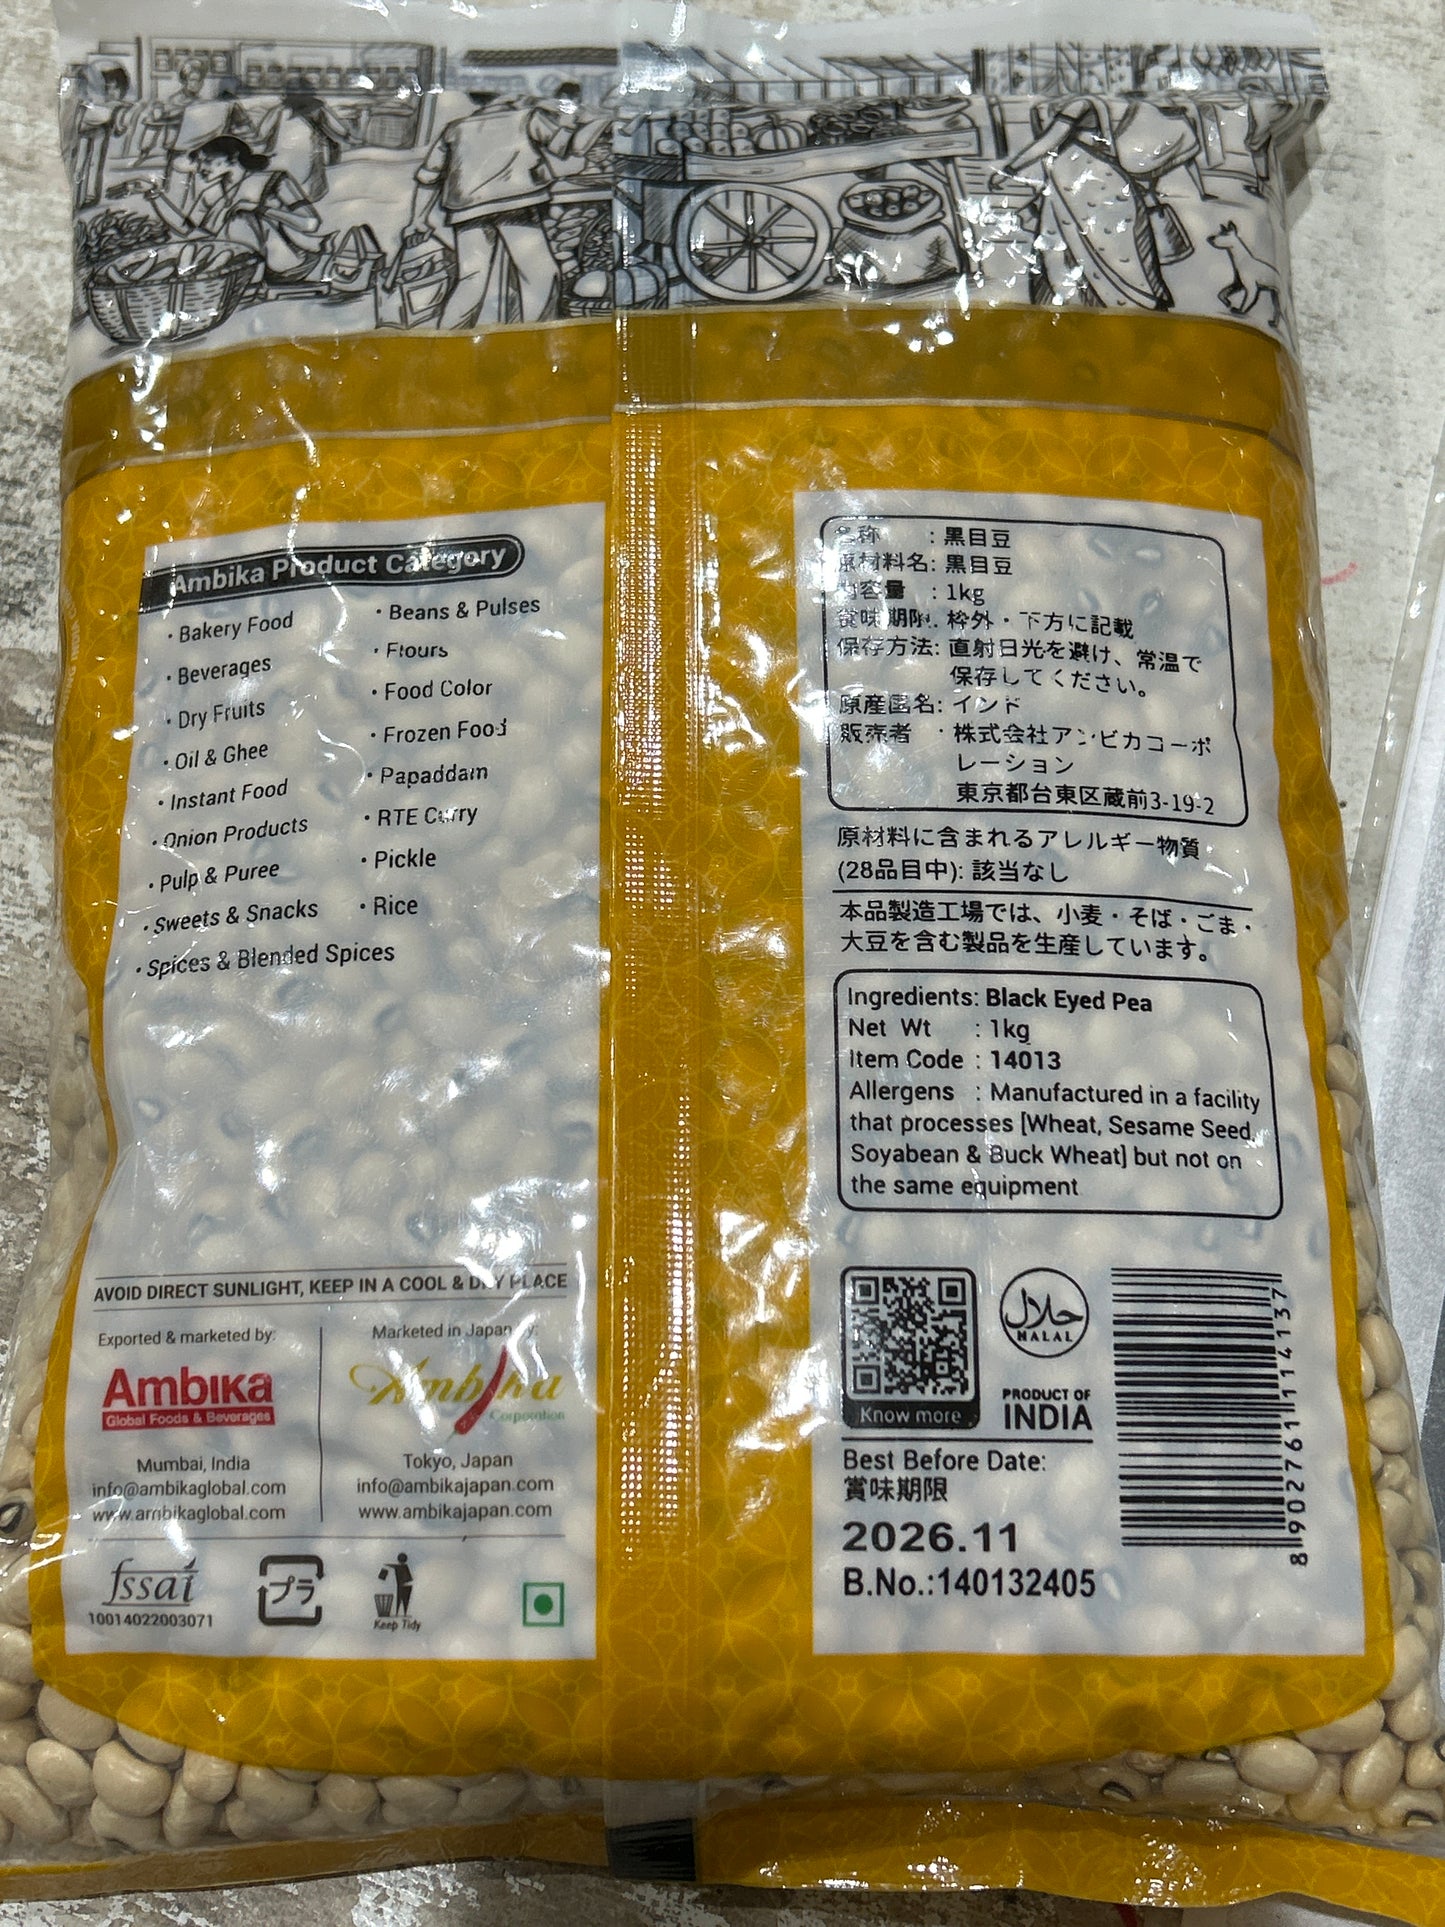 Ambika Product Category
· Bakery Food
· Beverages
· Dry Fruits
· Oil & Ghee
· Instant Food
· Onion Products
· Pulp & Puree
· Sweets & Snacks
· Spices & Blended Spices
· Beans & Pulses
· Flours
· Food Color
· Frozen Food
· Papaddam
· RTE Curry
· Pickle
· Rice
AVOID DIRECT SUNLIGHT, KEEP IN A COOL & DRY PLACE
Exported & marketed by:
Ambika
Global Foods & Beverages
Mumbai, India
info@ambikaglobal.com
www.ambikaglobal.com
Marketed in Japan by:
Ambika
Corporation
Tokyo, Japan
info@ambikajapan.com
www.ambikajapan.com
fssai
10014022003071
プラ
Keep Tidy
名称 : 黒目豆
原材料名: 黒目豆
内容量 : 1kg
賞味期限: 枠外・下方に記載
保存方法: 直射日光を避け、常温で
保存してください。
原産国名: インド
販売者 : 株式会社アンビカコーポ
レーション
東京都台東区蔵前3-19-2
原材料に含まれるアレルギー物質
(28品目中): 該当なし
本品製造工場では、小麦・そば・ごま・
大豆を含む製品を生産しています。
Ingredients: Black Eyed Pea
Net Wt : 1kg
Item Code : 14013
Allergens : Manufactured in a facility
that processes [Wheat, Sesame Seed,
Soyabean & Buck Wheat] but not on
the same equipment
Know more
حلال
HALAL
PRODUCT OF
INDIA
Best Before Date:
賞味期限
2026.11
B.No.:140132405
8902761114137